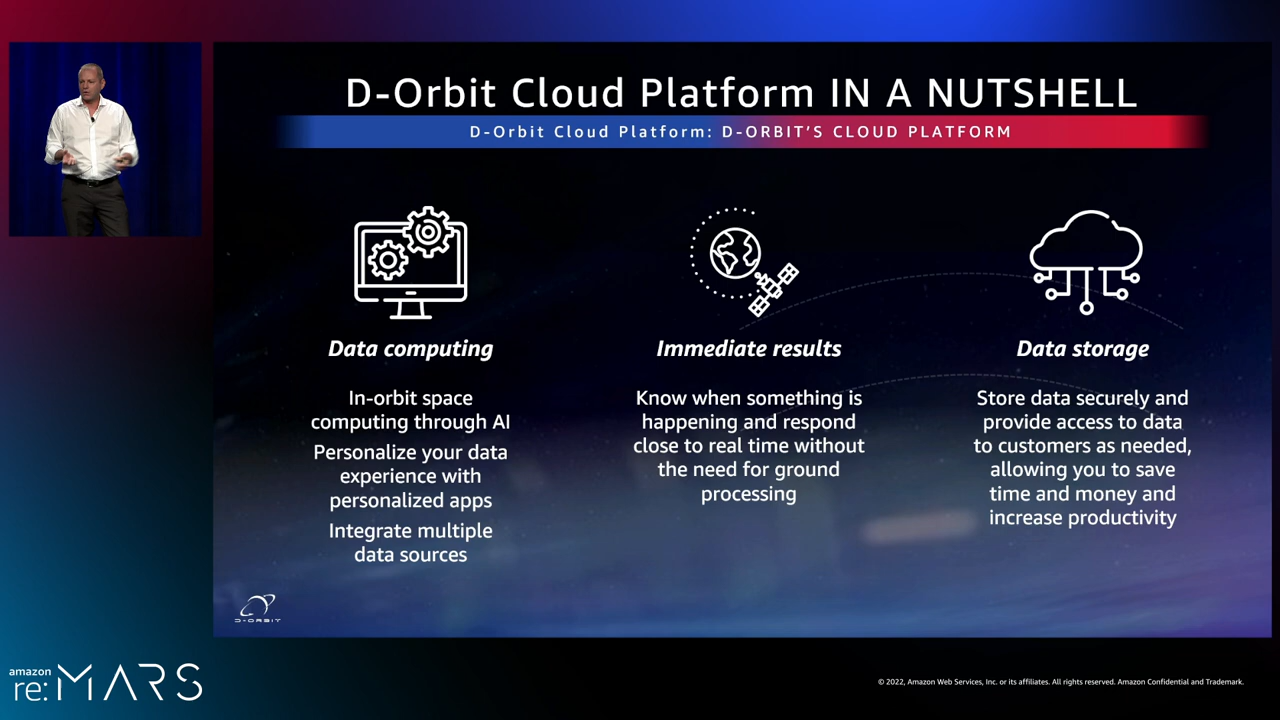 D-Orbit Cloud Platform IN A NUTSHELL
D-Orbit Cloud Platform: D-ORBIT'S CLOUD PLATFORM
Data computing
In-orbit space
computing through AI
Personalize your data
experience with
personalized apps
Integrate multiple
data sources
Immediate results
Know when something is
happening and respond
close to real time without
the need for ground
processing
Data storage
Store data securely and
provide access to data
to customers as needed,
allowing you to save
time and money and
increase productivity
D-ORBIT
amazon
re:MARS
© 2022, Amazon Web Services, Inc. or its affiliates. All rights reserved. Amazon Confidential and Trademark.